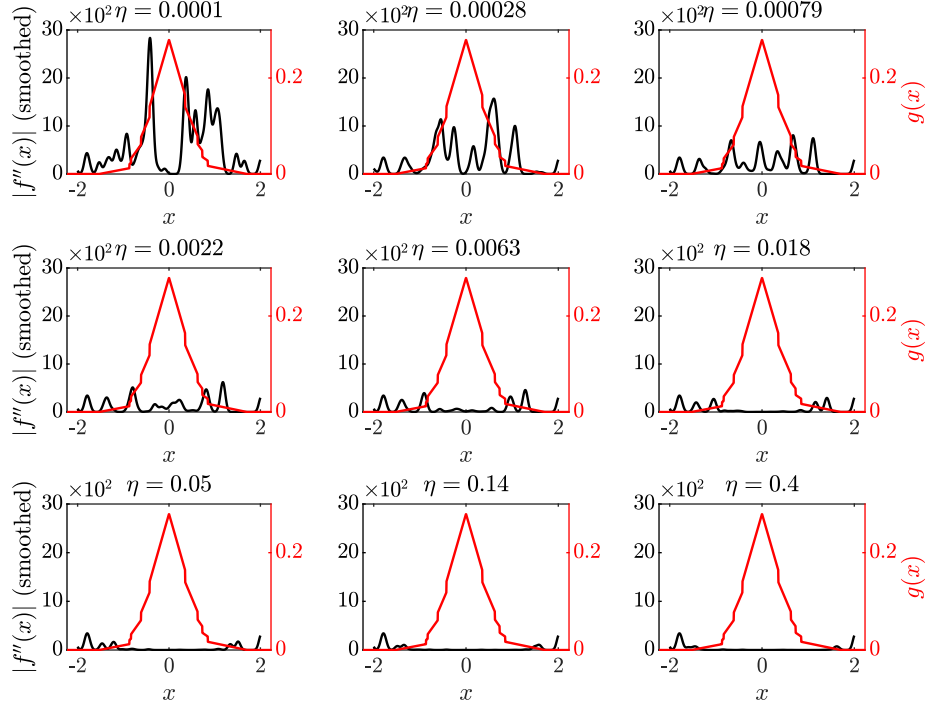 ×10² η = 0.0001 ×10² η = 0.00028 ×10² η = 0.00079
|f''(x)| (smoothed) 30 20 10 0 0.2 0 30 20 10 0 0.2 0 30 20 10 0 0.2 0 g(x)
-2 0 2 -2 0 2 -2 0 2
x x x
×10² η = 0.0022 ×10² η = 0.0063 ×10² η = 0.018
|f''(x)| (smoothed) 30 20 10 0 0.2 0 30 20 10 0 0.2 0 30 20 10 0 0.2 0 g(x)
-2 0 2 -2 0 2 -2 0 2
x x x
×10² η = 0.05 ×10² η = 0.14 ×10² η = 0.4
|f''(x)| (smoothed) 30 20 10 0 0.2 0 30 20 10 0 0.2 0 30 20 10 0 0.2 0 g(x)
-2 0 2 -2 0 2 -2 0 2
x x x